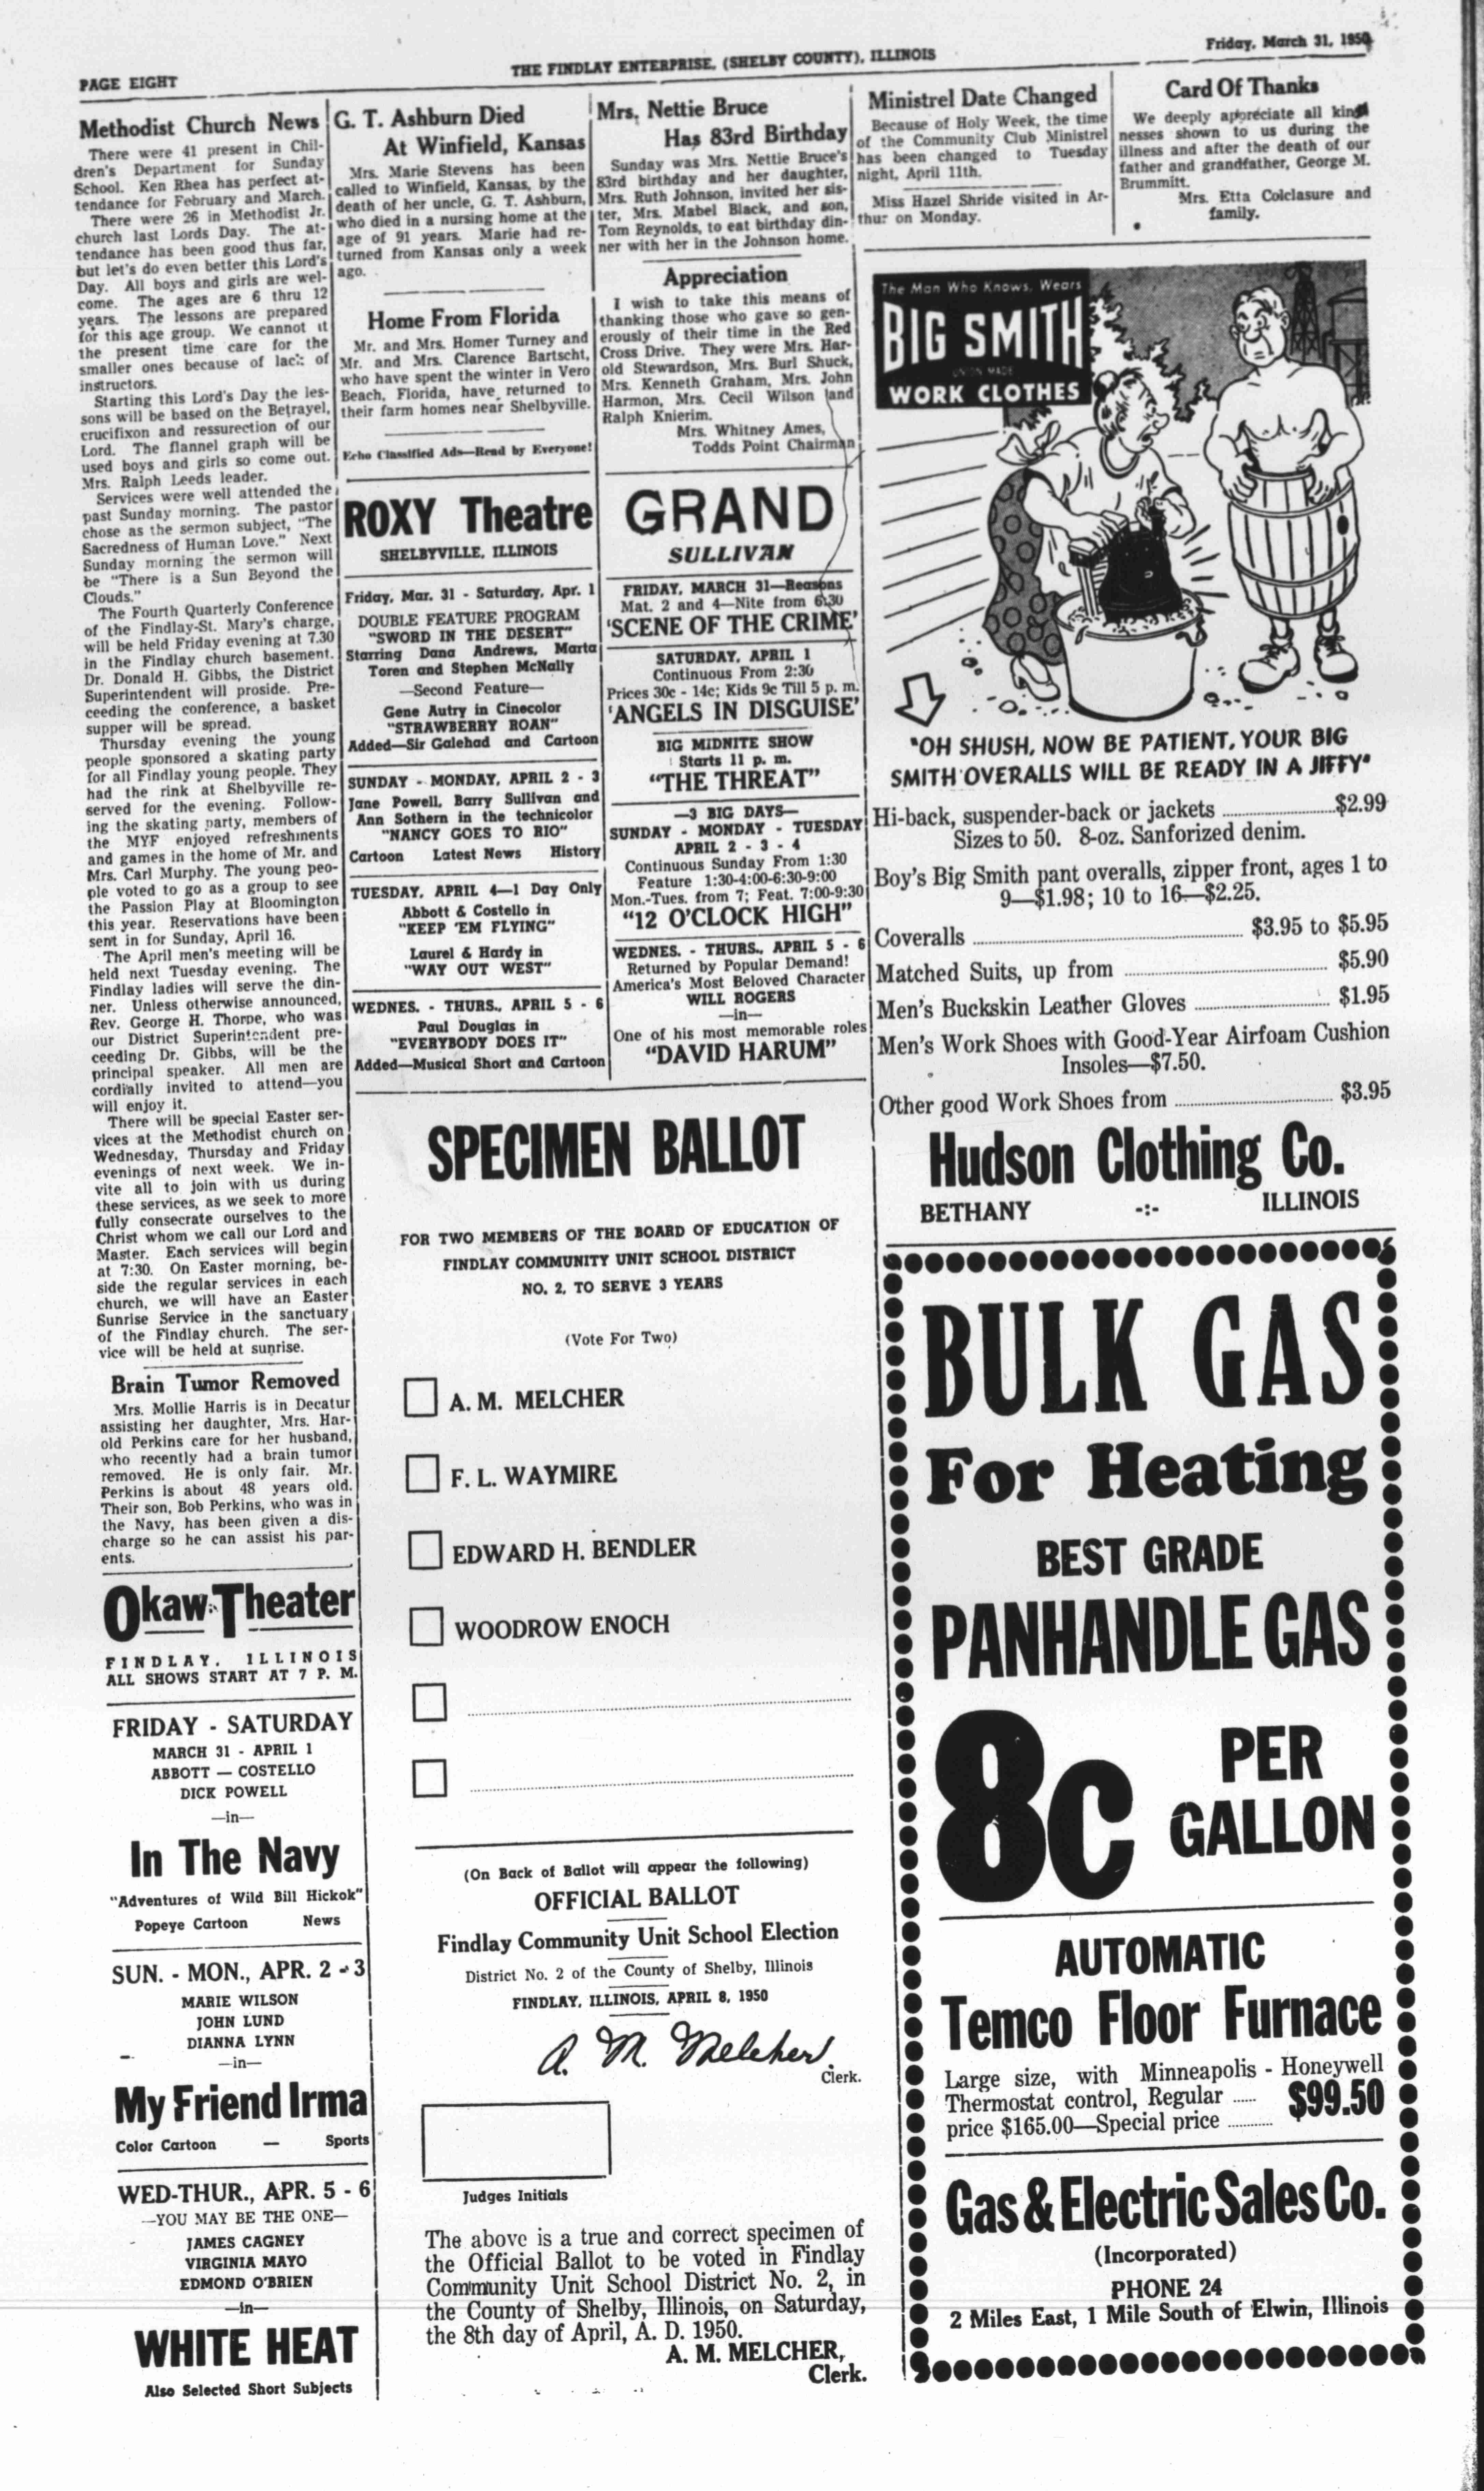 PAGE EIGHT
THE FINDLAY ENTERPRISE, (SHELBY COUNTY), ILLINOIS
Friday, March 31, 1950
Methodist Church News
There were 41 present in Chil-
dren's Department for Sunday
School. Ken Rhea has perfect at-
tendance for February and March.
There were 26 in Methodist Jr.
church last Lords Day. The at-
tendance has been good thus far,
but let's do even better this Lord's
Day. All boys and girls are wel-
come. The ages are 6 thru 12
years. The lessons are prepared
for this age group. We cannot it
the present time care for the
smaller ones because of lack of
instructors.
Starting this Lord's Day the les-
sons will be based on the Betrayel,
crucifixon and ressurection of our
Lord. The flannel graph will be
used boys and girls so come out.
Mrs. Ralph Leeds leader.
Services were well attended the
past Sunday morning. The pastor
chose as the sermon subject, "The
Sacredness of Human Love." Next
Sunday morning the sermon will
be "There is a Sun Beyond the
Clouds."
The Fourth Quarterly Conference
of the Findlay-St. Mary's charge,
will be held Friday evening at 7.30
in the Findlay church basement.
Dr. Donald H. Gibbs, the District
Superintendent will proside. Pre-
ceeding the conference, a basket
supper will be spread.
Thursday evening the young
people sponsored a skating party
for all Findlay young people. They
had the rink at Shelbyville re-
served for the evening. Follow-
ing the skating party, members of
the MYF enjoyed refreshments
and games in the home of Mr. and
Mrs. Carl Murphy. The young peo-
ple voted to go as a group to see
the Passion Play at Bloomington
this year. Reservations have been
sent in for Sunday, April 16.
The April men's meeting will be
held next Tuesday evening. The
Findlay ladies will serve the din-
ner. Unless otherwise announced,
Rev. George H. Thorpe, who was
our District Superintendent pre-
ceeding Dr. Gibbs, will be the
principal speaker. All men are
cordially invited to attend—you
will enjoy it.
There will be special Easter ser-
vices at the Methodist church on
Wednesday, Thursday and Friday
evenings of next week. We in-
vite all to join with us during
these services, as we seek to more
fully consecrate ourselves to the
Christ whom we call our Lord and
Master. Each services will begin
at 7:30. On Easter morning, be-
side the regular services in each
church, we will have an Easter
Sunrise Service in the sanctuary
of the Findlay church. The ser-
vice will be held at sunrise.
Brain Tumor Removed
Mrs. Mollie Harris is in Decatur
assisting her daughter, Mrs. Har-
old Perkins care for her husband,
who recently had a brain tumor
removed. He is only fair. Mr.
Perkins is about 48 years old.
Their son, Bob Perkins, who was in
the Navy, has been given a dis-
charge so he can assist his par-
ents.
Okaw Theater
FINDLAY, ILLINOIS
ALL SHOWS START AT 7 P. M.
FRIDAY - SATURDAY
MARCH 31 - APRIL 1
ABBOTT — COSTELLO
DICK POWELL
—in—
In The Navy
"Adventures of Wild Bill Hickok"
Popeye Cartoon News
SUN. - MON., APR. 2 - 3
MARIE WILSON
JOHN LUND
DIANNA LYNN
—in—
My Friend Irma
Color Cartoon — Sports
WED-THUR., APR. 5 - 6
—YOU MAY BE THE ONE—
JAMES CAGNEY
VIRGINIA MAYO
EDMOND O'BRIEN
—in—
WHITE HEAT
Also Selected Short Subjects
G. T. Ashburn Died
At Winfield, Kansas
Mrs. Marie Stevens has been
called to Winfield, Kansas, by the
death of her uncle, G. T. Ashburn,
who died in a nursing home at the
age of 91 years. Marie had re-
turned from Kansas only a week
ago.
Home From Florida
Mr. and Mrs. Homer Turney and
Mr. and Mrs. Clarence Bartscht,
who have spent the winter in Vero
Beach, Florida, have returned to
their farm homes near Shelbyville.
Echo Classified Ads—Read by Everyone!
ROXY Theatre
SHELBYVILLE, ILLINOIS
Friday, Mar. 31 - Saturday, Apr. 1
DOUBLE FEATURE PROGRAM
"SWORD IN THE DESERT"
Starring Dana Andrews, Marta
Toren and Stephen McNally
—Second Feature—
Gene Autry in Cinecolor
"STRAWBERRY ROAN"
Added—Sir Galehad and Cartoon
SUNDAY - MONDAY, APRIL 2 - 3
Jane Powell, Barry Sullivan and
Ann Sothern in the technicolor
"NANCY GOES TO RIO"
Cartoon Latest News History
TUESDAY, APRIL 4—1 Day Only
Abbott & Costello in
"KEEP 'EM FLYING"
Laurel & Hardy in
"WAY OUT WEST"
WEDNES. - THURS., APRIL 5 - 6
Paul Douglas in
"EVERYBODY DOES IT"
Added—Musical Short and Cartoon
Mrs. Nettie Bruce
Has 83rd Birthday
Sunday was Mrs. Nettie Bruce's
83rd birthday and her daughter,
Mrs. Ruth Johnson, invited her sis-
ter, Mrs. Mabel Black, and son,
Tom Reynolds, to eat birthday din-
ner with her in the Johnson home.
Appreciation
I wish to take this means of
thanking those who gave so gen-
erously of their time in the Red
Cross Drive. They were Mrs. Har-
old Stewardson, Mrs. Burl Shuck,
Mrs. Kenneth Graham, Mrs. John
Harmon, Mrs. Cecil Wilson and
Ralph Knierim.
Mrs. Whitney Ames,
Todds Point Chairman
GRAND
SULLIVAN
FRIDAY, MARCH 31—Reasons
Mat. 2 and 4—Nite from 6:30
'SCENE OF THE CRIME'
SATURDAY, APRIL 1
Continuous From 2:30
Prices 30c - 14c; Kids 9c Till 5 p. m.
'ANGELS IN DISGUISE'
BIG MIDNITE SHOW
Starts 11 p. m.
"THE THREAT"
—3 BIG DAYS—
SUNDAY - MONDAY - TUESDAY
APRIL 2 - 3 - 4
Continuous Sunday From 1:30
Feature 1:30-4:00-6:30-9:00
Mon.-Tues. from 7; Feat. 7:00-9:30
"12 O'CLOCK HIGH"
WEDNES. - THURS., APRIL 5 - 6
Returned by Popular Demand!
America's Most Beloved Character
WILL ROGERS
—in—
One of his most memorable roles
"DAVID HARUM"
SPECIMEN BALLOT
FOR TWO MEMBERS OF THE BOARD OF EDUCATION OF
FINDLAY COMMUNITY UNIT SCHOOL DISTRICT
NO. 2, TO SERVE 3 YEARS
(Vote For Two)
A. M. MELCHER
F. L. WAYMIRE
EDWARD H. BENDLER
WOODROW ENOCH
(On Back of Ballot will appear the following)
OFFICIAL BALLOT
Findlay Community Unit School Election
District No. 2 of the County of Shelby, Illinois
FINDLAY, ILLINOIS, APRIL 8, 1950
A. M. Melcher
Clerk.
Judges Initials
The above is a true and correct specimen of
the Official Ballot to be voted in Findlay
Community Unit School District No. 2, in
the County of Shelby, Illinois, on Saturday,
the 8th day of April, A. D. 1950.
A. M. MELCHER,
Clerk.
Ministrel Date Changed
Because of Holy Week, the time
of the Community Club Ministrel
has been changed to Tuesday
night, April 11th.
Miss Hazel Shride visited in Ar-
thur on Monday.
Card Of Thanks
We deeply appreciate all kind
nesses shown to us during the
illness and after the death of our
father and grandfather, George M.
Brummitt.
Mrs. Etta Colclasure and
family.
The Man Who Knows, Wears
BIG SMITH
UNION MADE
WORK CLOTHES
"OH SHUSH, NOW BE PATIENT, YOUR BIG
SMITH OVERALLS WILL BE READY IN A JIFFY"
Hi-back, suspender-back or jackets $2.99
Sizes to 50. 8-oz. Sanforized denim.
Boy's Big Smith pant overalls, zipper front, ages 1 to
9—$1.98; 10 to 16—$2.25.
Coveralls $3.95 to $5.95
Matched Suits, up from $5.90
Men's Buckskin Leather Gloves $1.95
Men's Work Shoes with Good-Year Airfoam Cushion
Insoles—$7.50.
Other good Work Shoes from $3.95
Hudson Clothing Co.
BETHANY -:- ILLINOIS
BULK GAS
For Heating
BEST GRADE
PANHANDLE GAS
8c PER
GALLON
AUTOMATIC
Temco Floor Furnace
Large size, with Minneapolis - Honeywell
Thermostat control, Regular
price $165.00—Special price $99.50
Gas & Electric Sales Co.
(Incorporated)
PHONE 24
2 Miles East, 1 Mile South of Elwin, Illinois